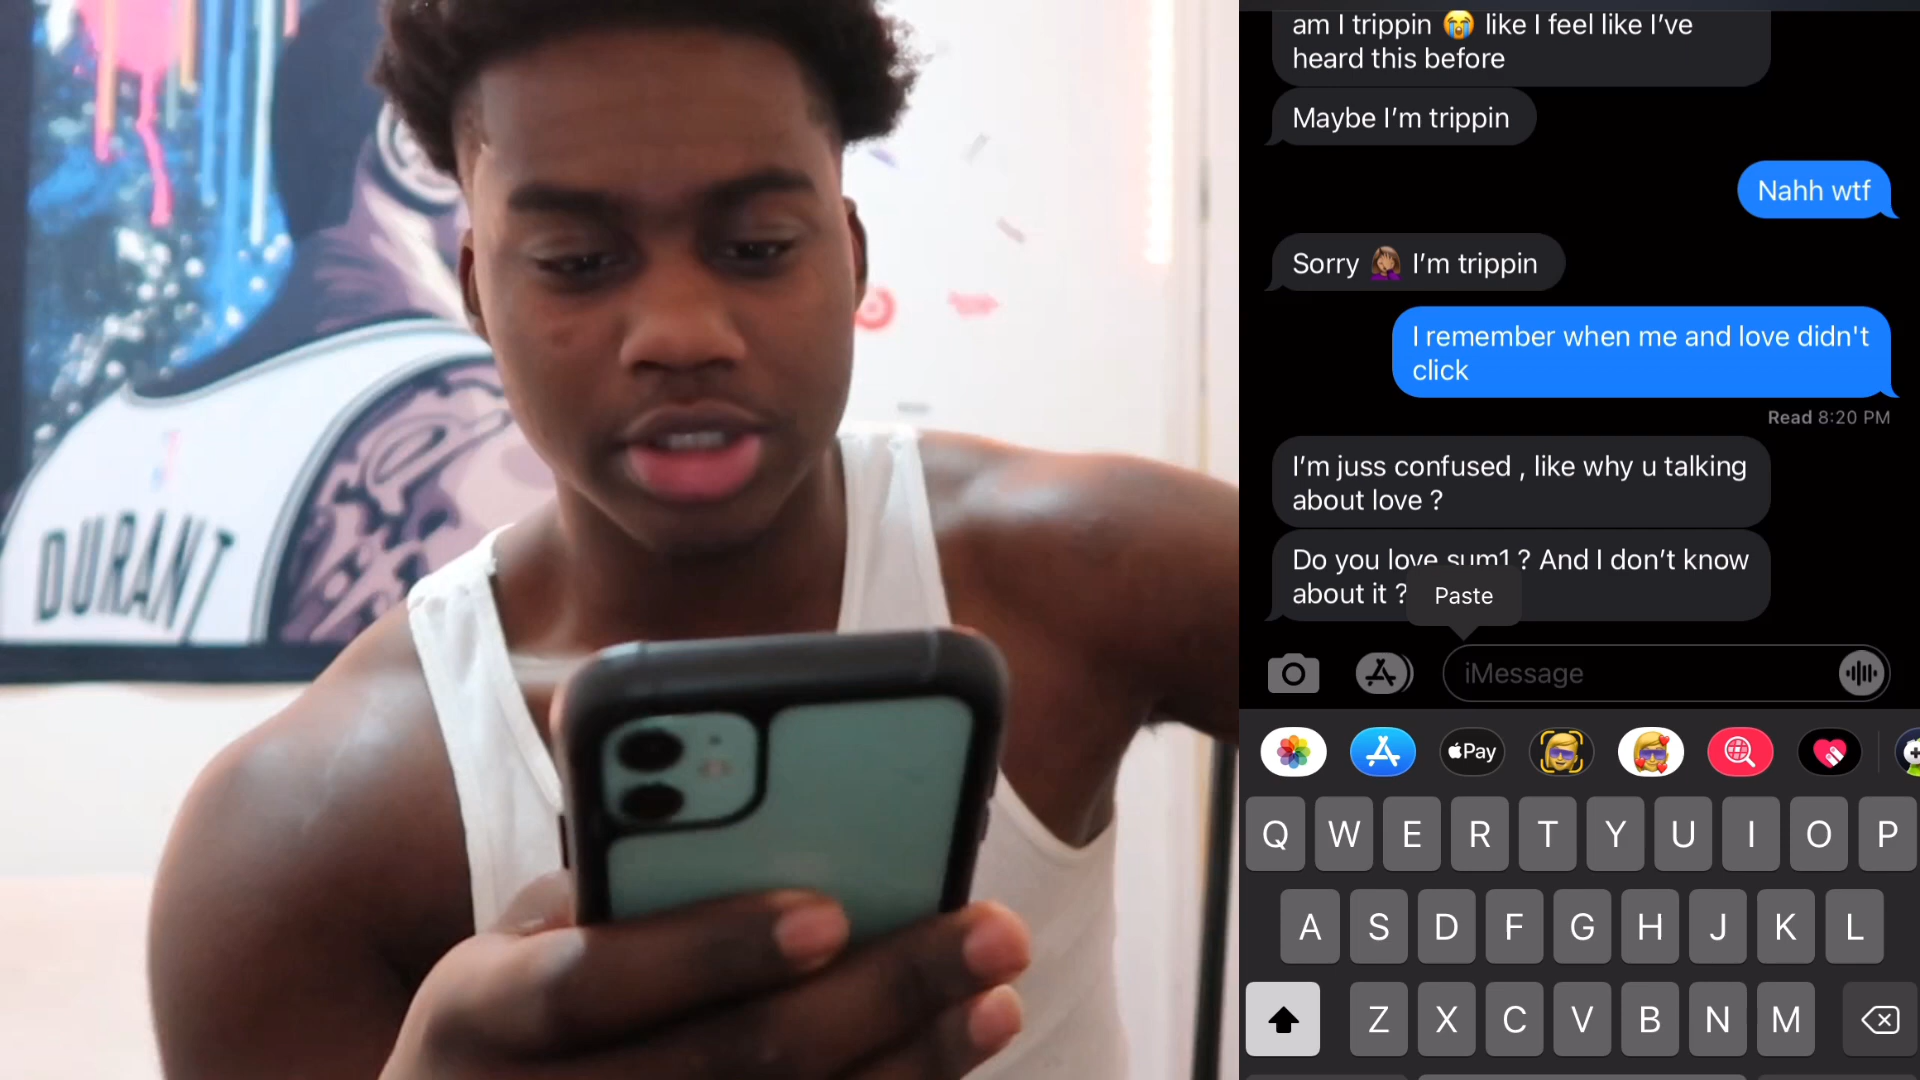 DURANT
am I trippin 😭 like I feel like I’ve
heard this before
Maybe I’m trippin
Nahh wtf
Sorry 🤦🏽‍♀️ I’m trippin
I remember when me and love didn't
click
Read 8:20 PM
I’m juss confused , like why u talking
about love ?
Do you love sum1 ? And I don’t know
about it ?
Paste
iMessage
Pay
Q W E R T Y U I O P
A S D F G H J K L
Z X C V B N M